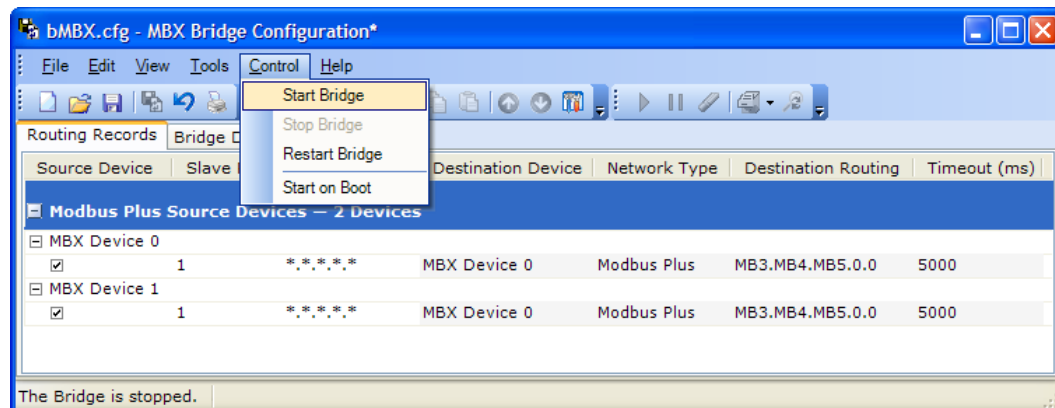 bMBX.cfg - MBX Bridge Configuration*
File Edit View Tools Control Help
Start Bridge
Stop Bridge
Restart Bridge
Start on Boot
Routing Records Bridge D
Source Device Slave Destination Device Network Type Destination Routing Timeout (ms)
Modbus Plus Source Devices — 2 Devices
MBX Device 0
1 *.*.*.*.* MBX Device 0 Modbus Plus MB3.MB4.MB5.0.0 5000
MBX Device 1
1 *.*.*.*.* MBX Device 0 Modbus Plus MB3.MB4.MB5.0.0 5000
The Bridge is stopped.